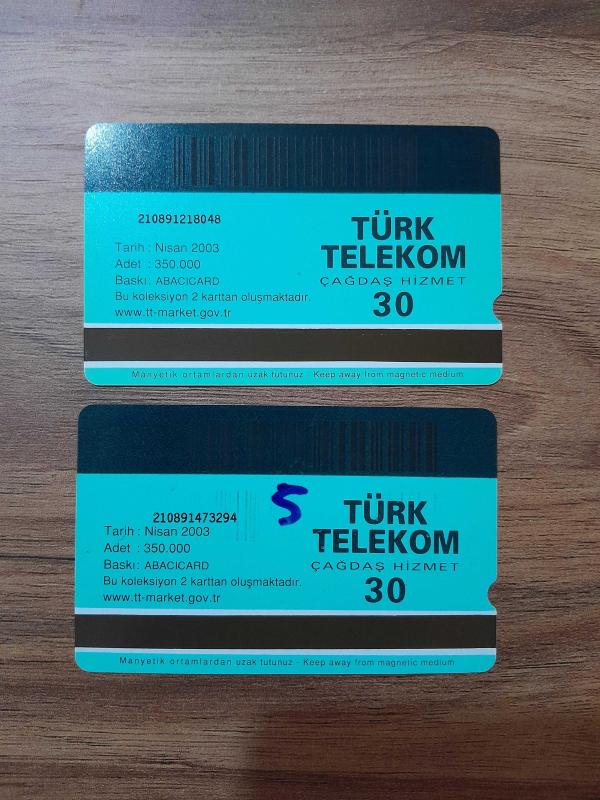 210891218048
Tarih : Nisan 2003
Adet : 350.000
Baskı: ABACICARD
Bu koleksiyon 2 karttan oluşmaktadır.
www.tt-market.gov.tr
TÜRK
TELEKOM
ÇAĞDAŞ HİZMET
30
Manyetik ortamlardan uzak tutunuz - Keep away from magnetic medium
5
210891473294
Tarih : Nisan 2003
Adet : 350.000
Baskı: ABACICARD
Bu koleksiyon 2 karttan oluşmaktadır.
www.tt-market.gov.tr
TÜRK
TELEKOM
ÇAĞDAŞ HİZMET
30
Manyetik ortamlardan uzak tutunuz - Keep away from magnetic medium